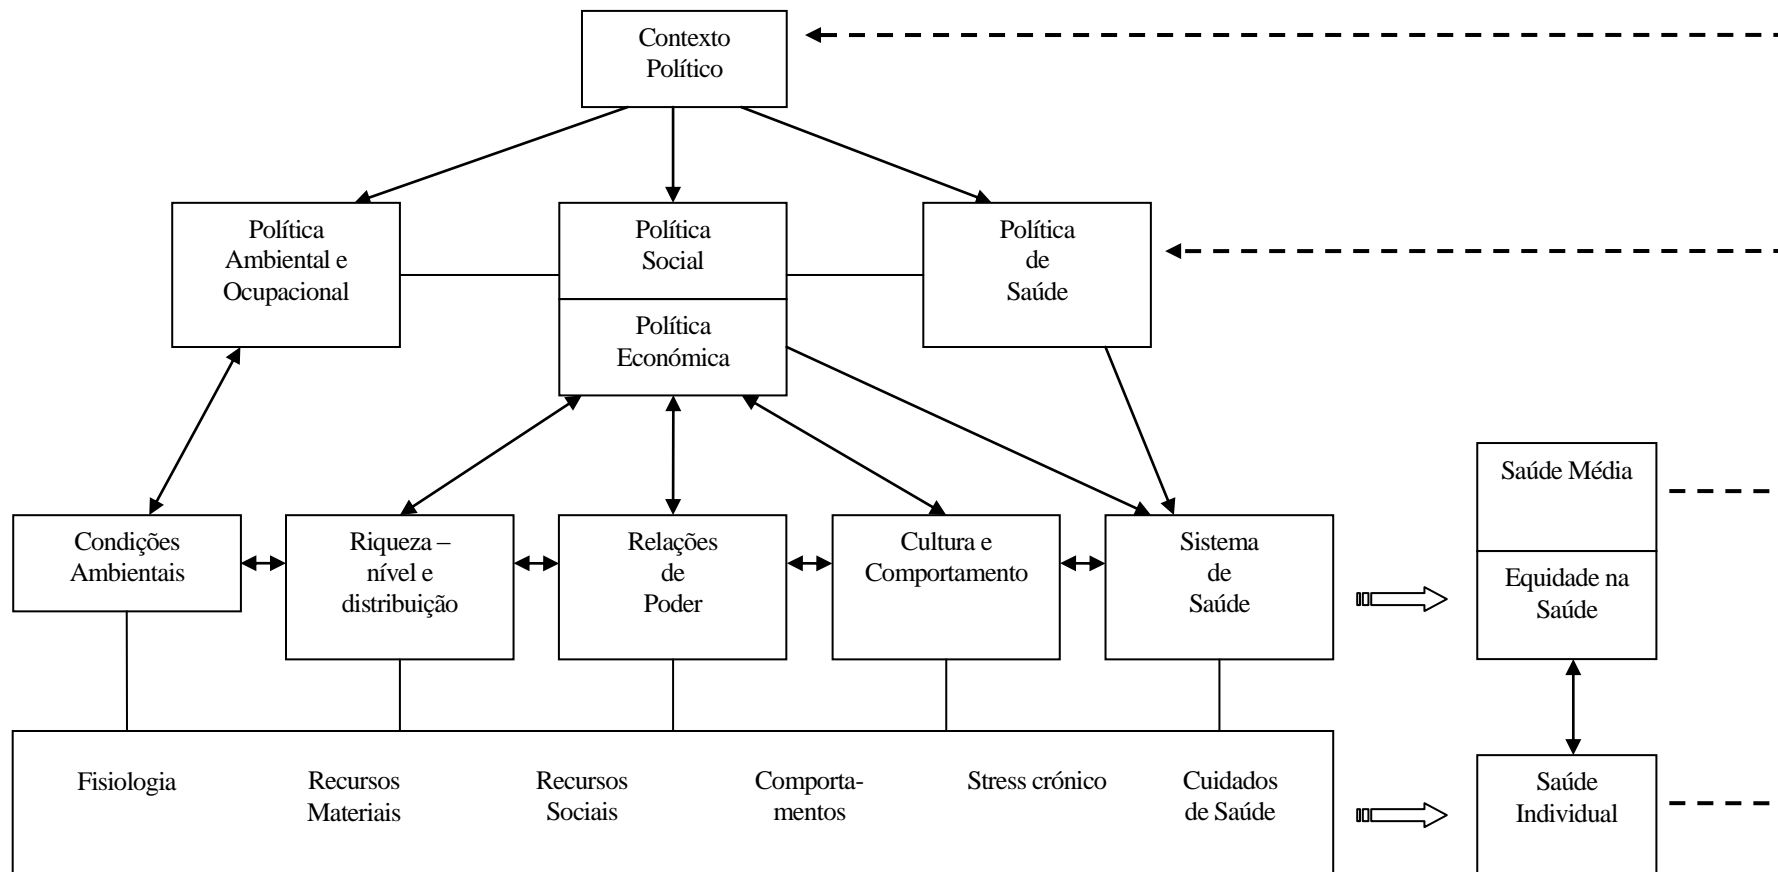 Contexto
Político
Política
Ambiental e
Ocupacional
Política
Social
Política
de
Saúde
Política
Económica
Saúde Média
Condições
Ambientais
Riqueza –
nível e
distribuição
Relações
de
Poder
Cultura e
Comportamento
Sistema
de
Saúde
Equidade na
Saúde
Fisiologia
Recursos
Materiais
Recursos
Sociais
Comporta-
mentos
Stress crónico
Cuidados
de Saúde
Saúde
Individual